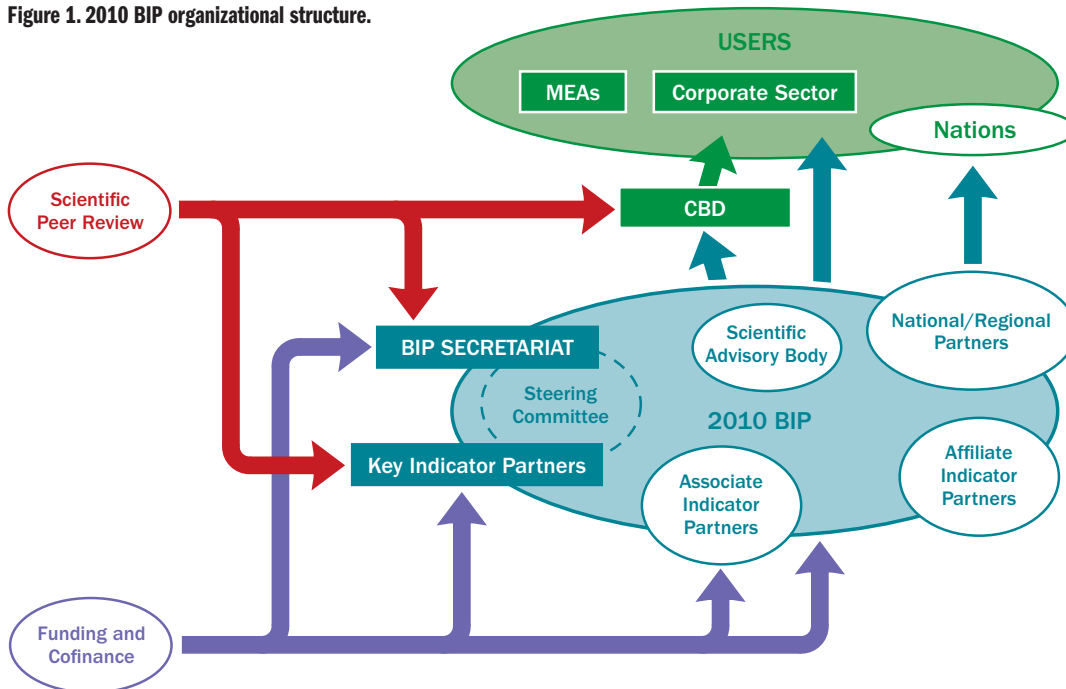 Figure 1. 2010 BIP organizational structure.
USERS
MEAs
Corporate Sector
Nations
Scientific
Peer Review
CBD
BIP SECRETARIAT
Scientific
Advisory Body
National/Regional
Partners
Steering
Committee
2010 BIP
Key Indicator Partners
Associate
Indicator
Partners
Affiliate
Indicator
Partners
Funding and
Cofinance